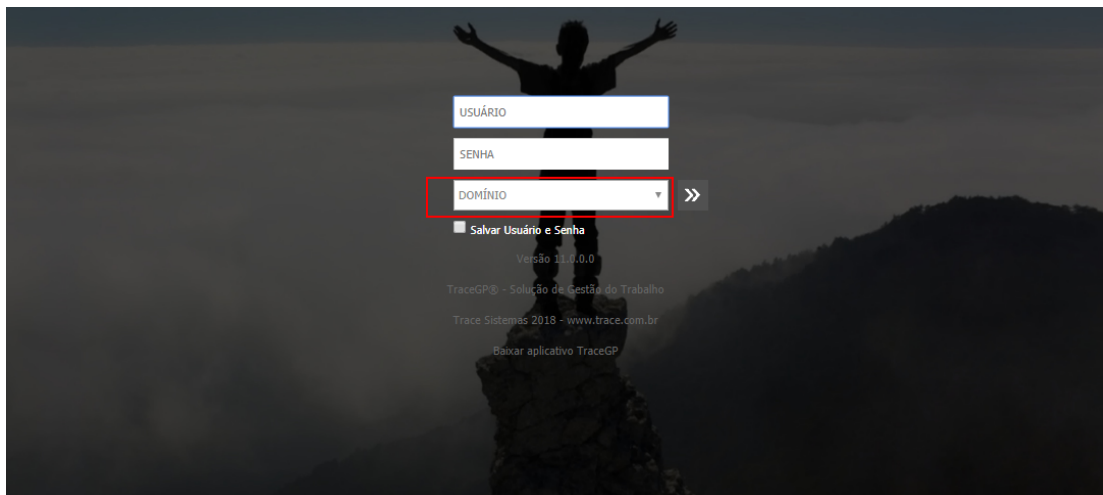 USUÁRIO
SENHA
DOMÍNIO
Salvar Usuário e Senha
Versão 11.0.0.0
TraceGP® - Solução de Gestão do Trabalho
Trace Sistemas 2018 - www.trace.com.br
Baixar aplicativo TraceGP